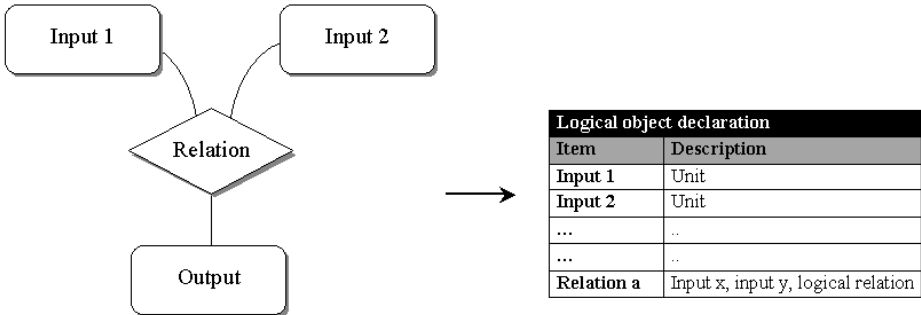 Input 1
Input 2
Relation
Output
Logical object declaration
Item Description
Input 1 Unit
Input 2 Unit
... ..
... ..
Relation a Input x, input y, logical relation